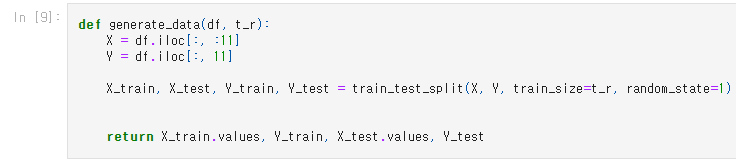 In [9]:
def generate_data(df, t_r):
    X = df.iloc[:, :11]
    Y = df.iloc[:, 11]
    X_train, X_test, Y_train, Y_test = train_test_split(X, Y, train_size=t_r, random_state=1)
    return X_train.values, Y_train, X_test.values, Y_test